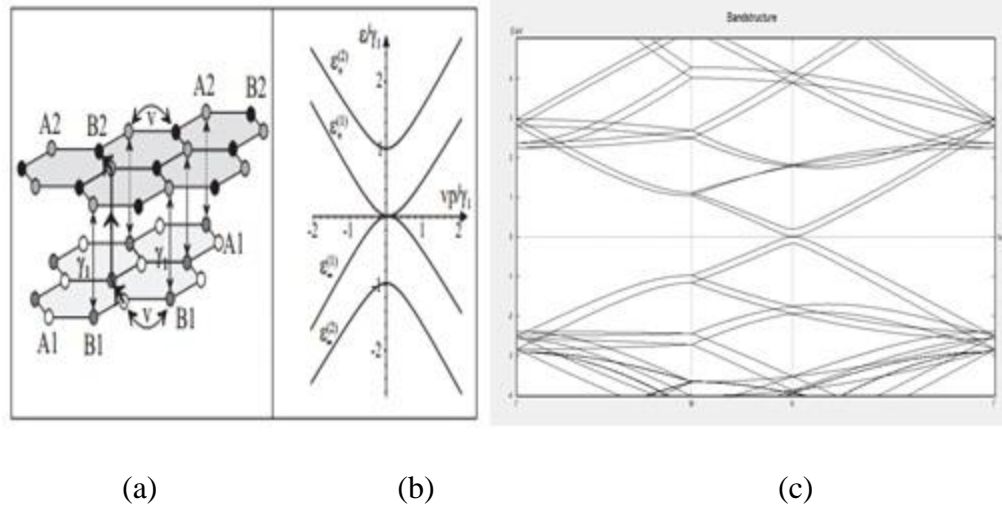 A2
B2
A2
B2
v
A1
γ₁
γ₁
v
B1
A1
B1
ε/γ₁
ε₊⁽²⁾
ε₊⁽¹⁾
2
vp/γ₁
-2
-1
1
2
ε₋⁽¹⁾
ε₋⁽²⁾
-2
Bandstructure
(a)
(b)
(c)